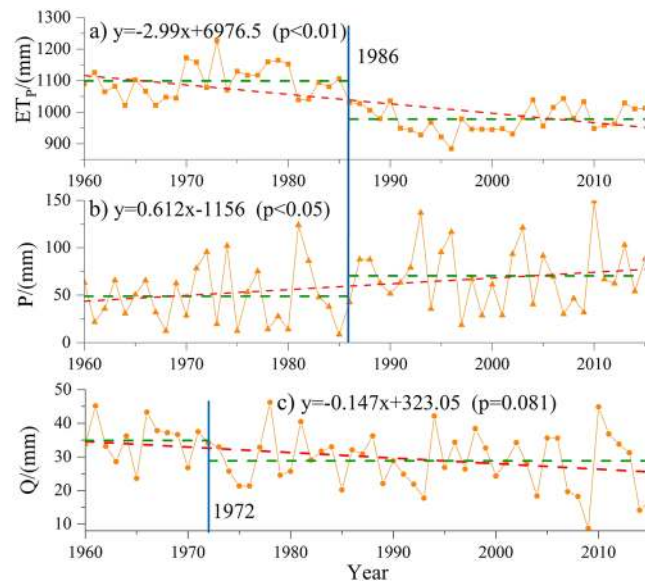 a) y=-2.99x+6976.5 (p<0.01)
1986
ETP/(mm)
1300
1200
1100
1000
900
1960 1970 1980 1990 2000 2010
b) y=0.612x-1156 (p<0.05)
P/(mm)
150
100
50
0
1960 1970 1980 1990 2000 2010
c) y=-0.147x+323.05 (p=0.081)
Q/(mm)
50
40
30
20
10
1972
1960 1970 1980 1990 2000 2010
Year